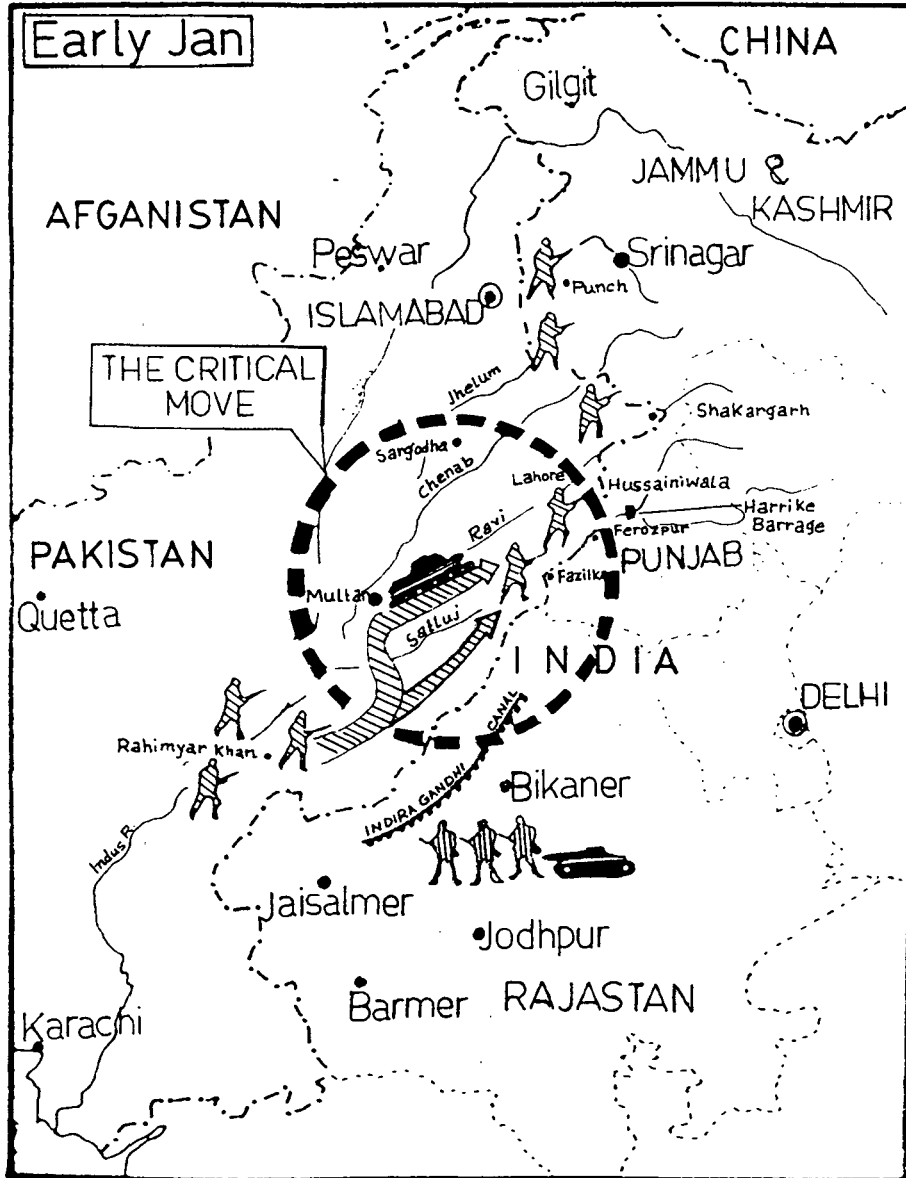 Early Jan
CHINA
Gilgit
JAMMU &
KASHMIR
AFGANISTAN
Peswar
Srinagar
Punch
ISLAMABAD
THE CRITICAL
MOVE
Jhelum
Shakargarh
Sargodha
Chenab
Lahore
Hussainiwala
Harrike
Barrage
Ravi
Ferozpur
PAKISTAN
PUNJAB
Fazilka
Multan
Quetta
Satluj
INDIA
DELHI
Rahimyar Khan
CANAL
INDIRA GANDHI
Bikaner
Indus R.
Jaisalmer
Jodhpur
Barmer
RAJASTAN
Karachi